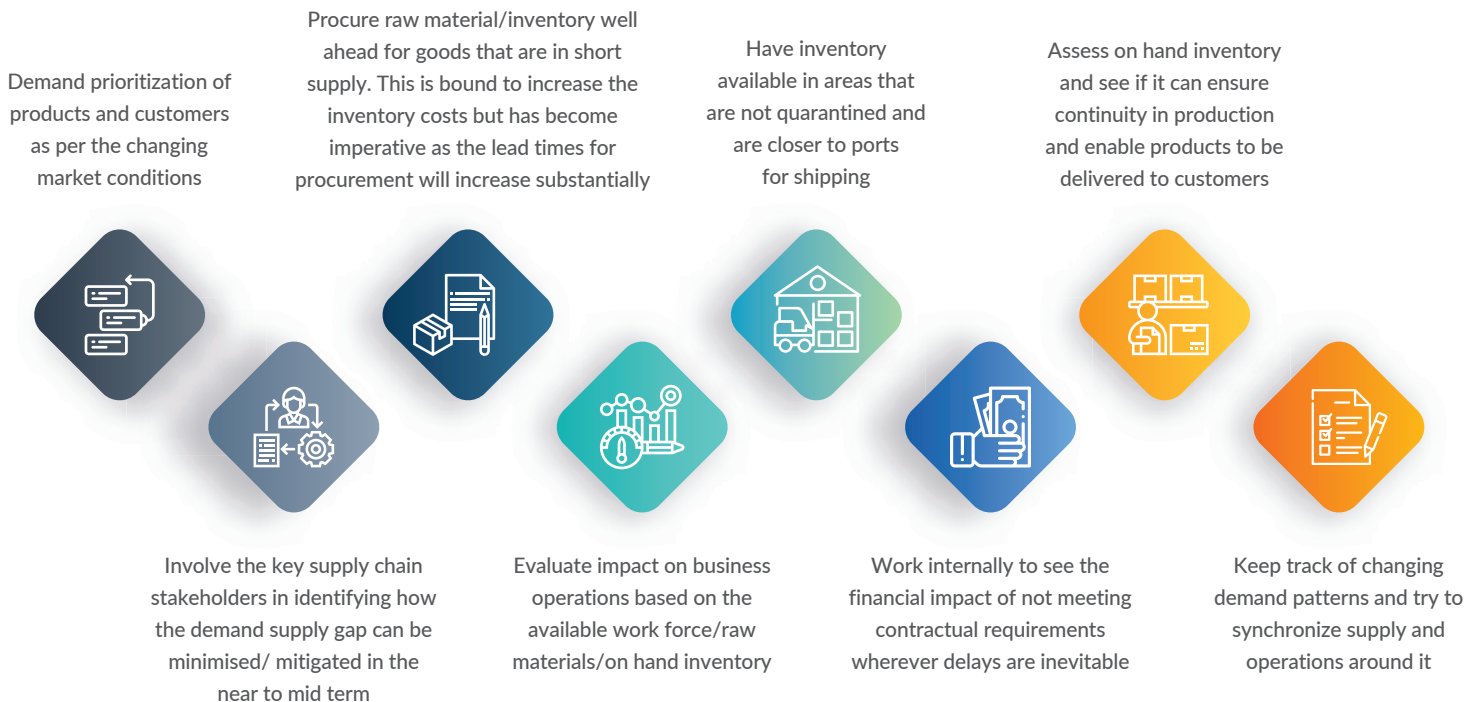 Demand prioritization of
products and customers
as per the changing
market conditions
Involve the key supply chain
stakeholders in identifying how
the demand supply gap can be
minimised/ mitigated in the
near to mid term
Procure raw material/inventory well
ahead for goods that are in short
supply. This is bound to increase the
inventory costs but has become
imperative as the lead times for
procurement will increase substantially
Evaluate impact on business
operations based on the
available work force/raw
materials/on hand inventory
Have inventory
available in areas that
are not quarantined and
are closer to ports
for shipping
Work internally to see the
financial impact of not meeting
contractual requirements
wherever delays are inevitable
Assess on hand inventory
and see if it can ensure
continuity in production
and enable products to be
delivered to customers
Keep track of changing
demand patterns and try to
synchronize supply and
operations around it